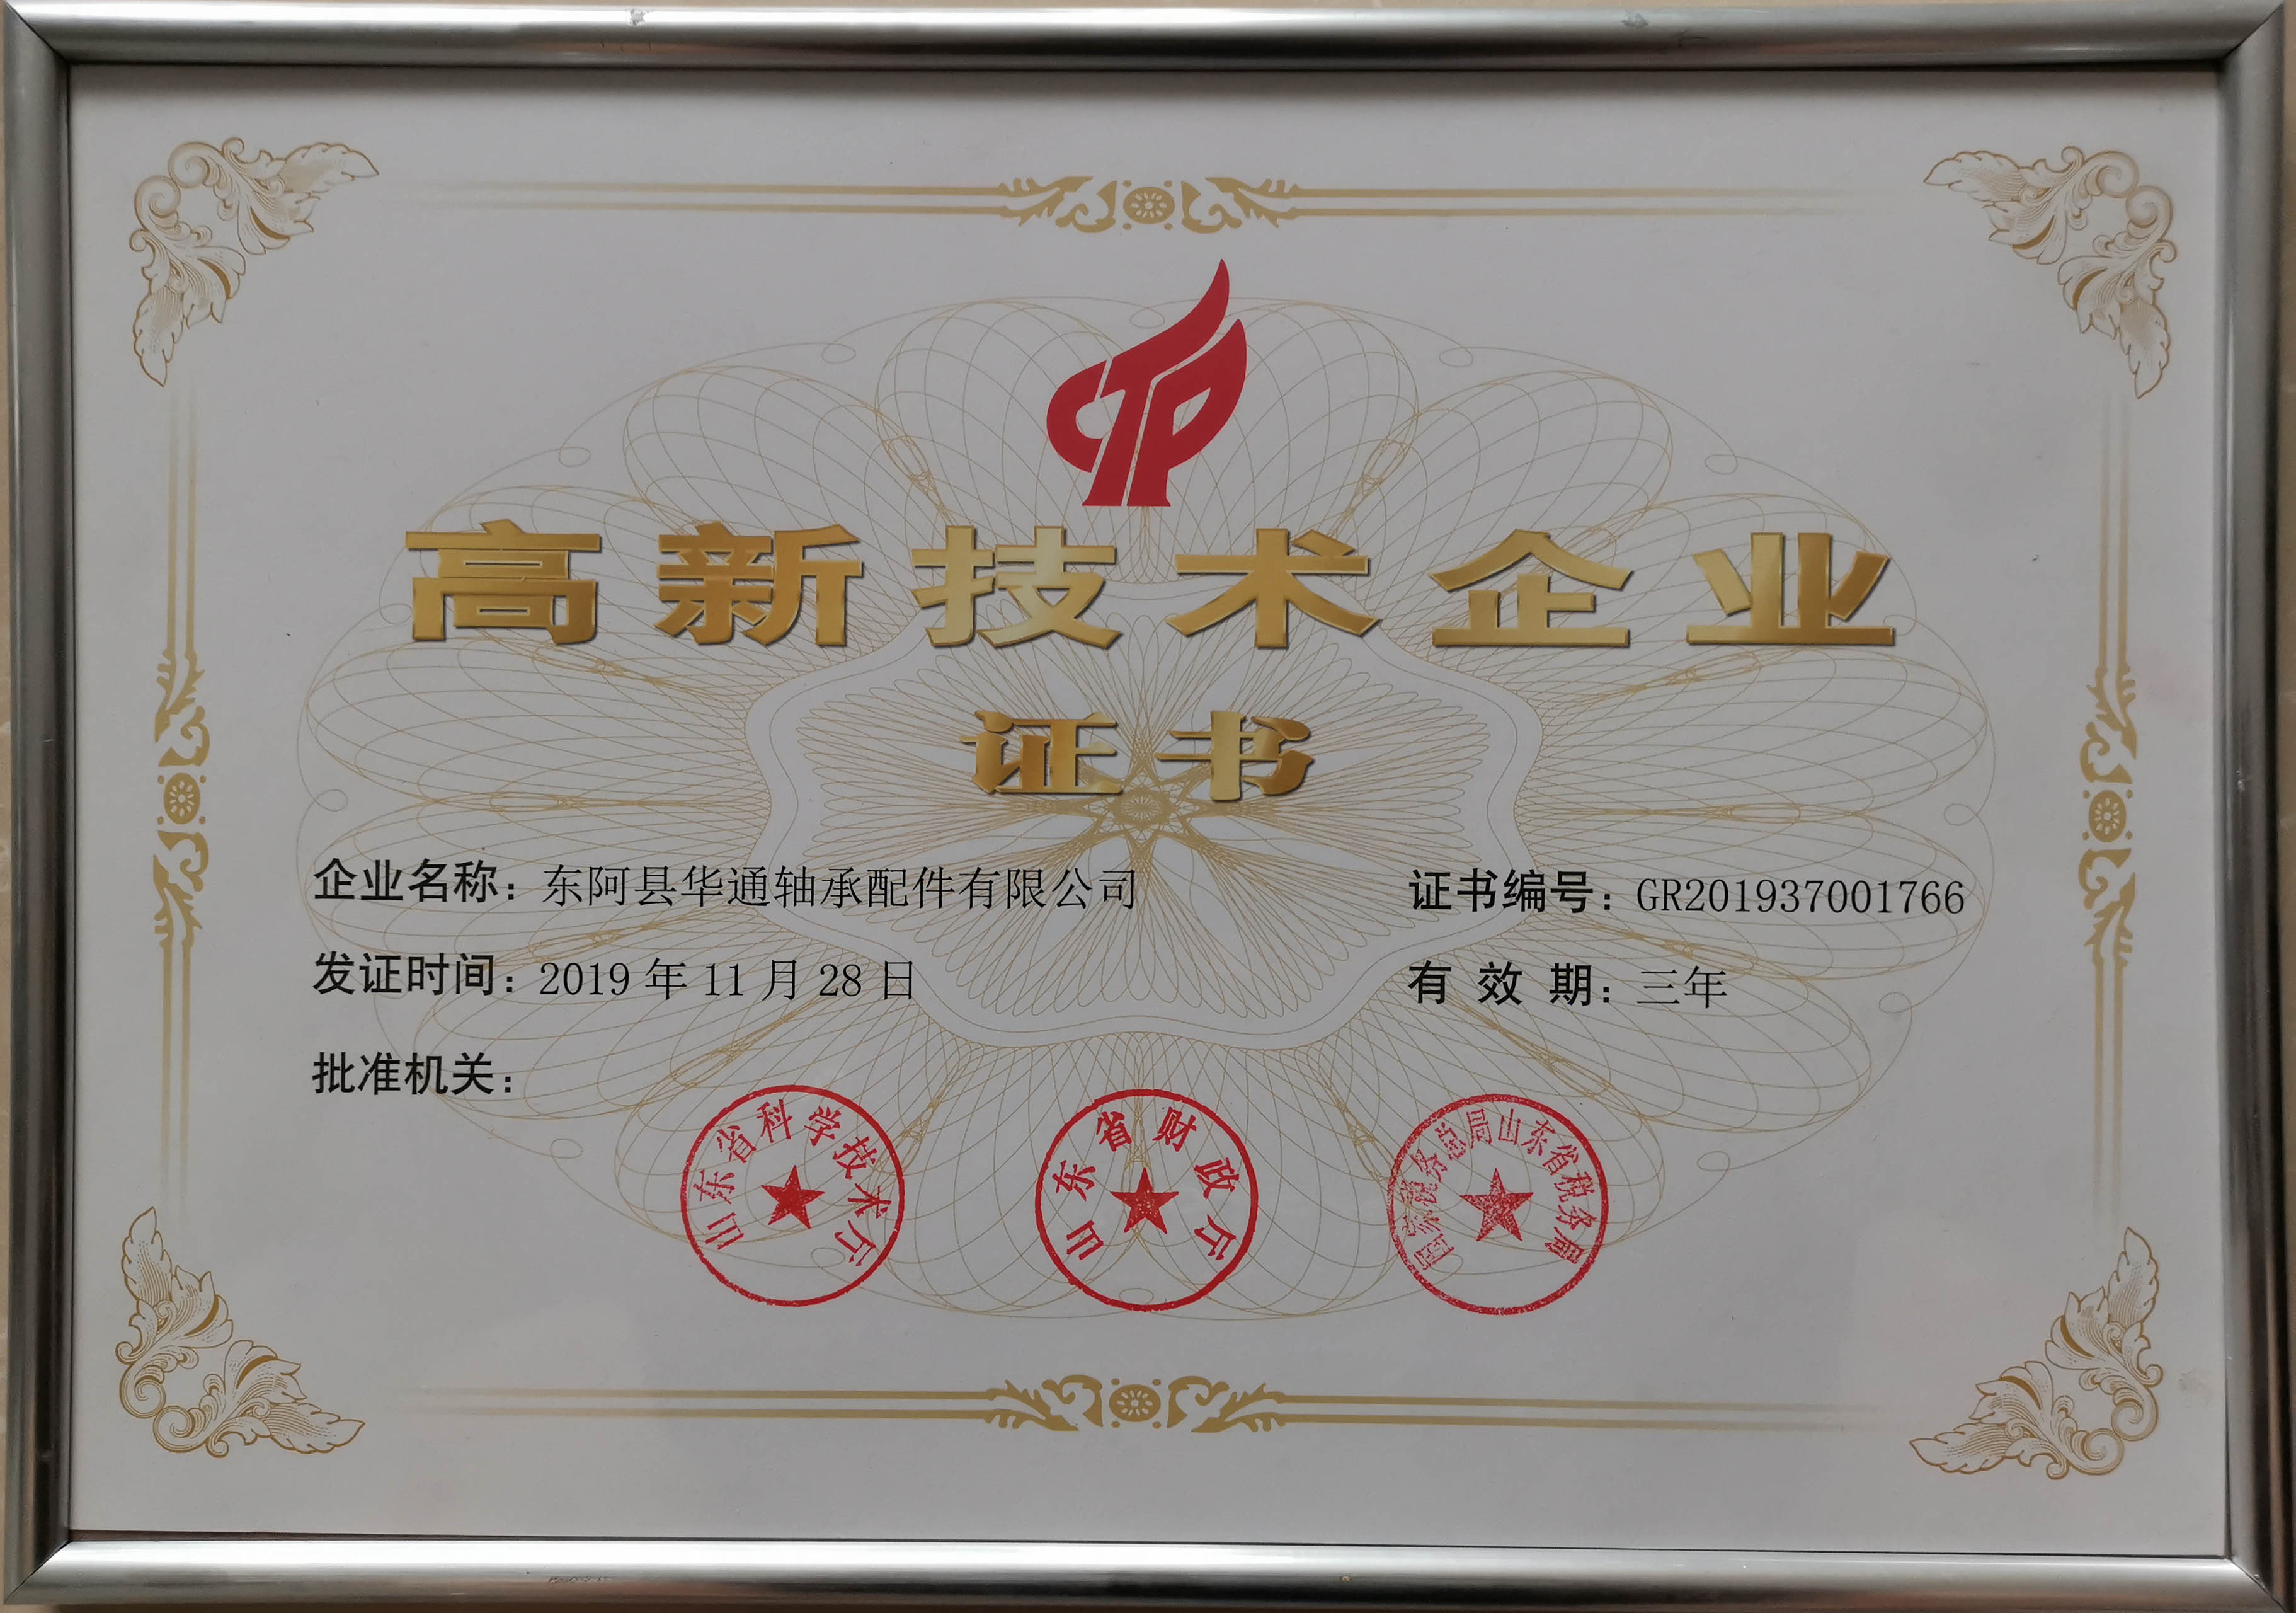 CTP
高新技术企业
证书
企业名称：东阿县华通轴承配件有限公司
证书编号：GR201937001766
发证时间：2019年11月28日
有效期：三年
批准机关：
山东省科学技术厅
山东省财政厅
国家税务总局山东省税务局